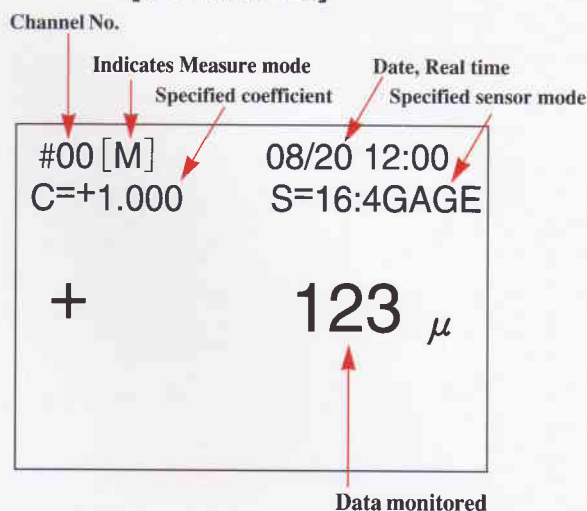 Channel No.
Indicates Measure mode
Date, Real time
Specified coefficient
Specified sensor mode
#00[M] 08/20 12:00
C=+1.000 S=16:4GAGE
+ 123 μ
Data monitored